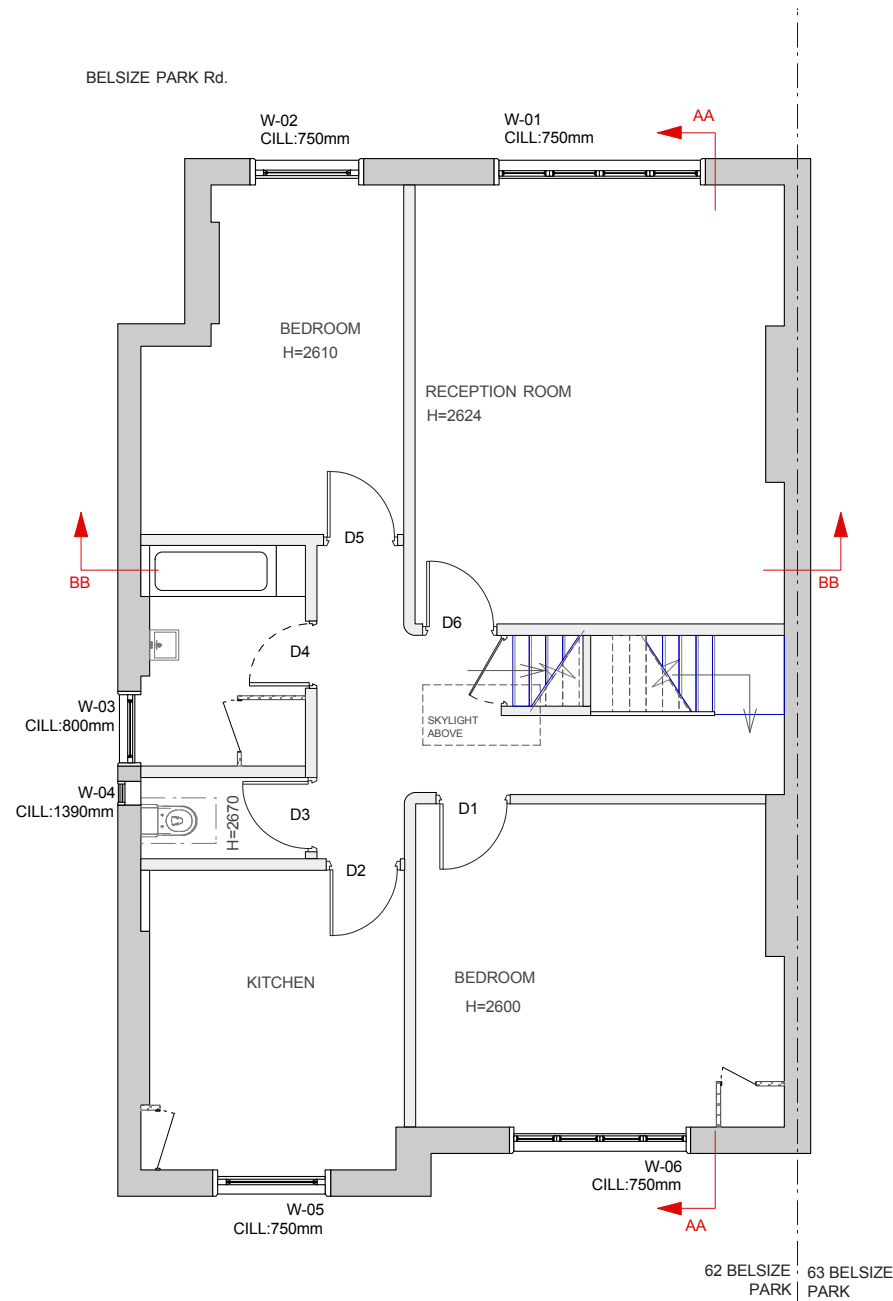 BELSIZE PARK Rd.
W-02
CILL:750mm
W-01
CILL:750mm
AA
BEDROOM
H=2610
RECEPTION ROOM
H=2624
D5
BB
BB
D6
D4
SKYLIGHT
ABOVE
W-03
CILL:800mm
W-04
CILL:1390mm
H=2670
D3
D1
D2
KITCHEN
BEDROOM
H=2600
W-05
CILL:750mm
W-06
CILL:750mm
AA
62 BELSIZE
PARK
63 BELSIZE
PARK